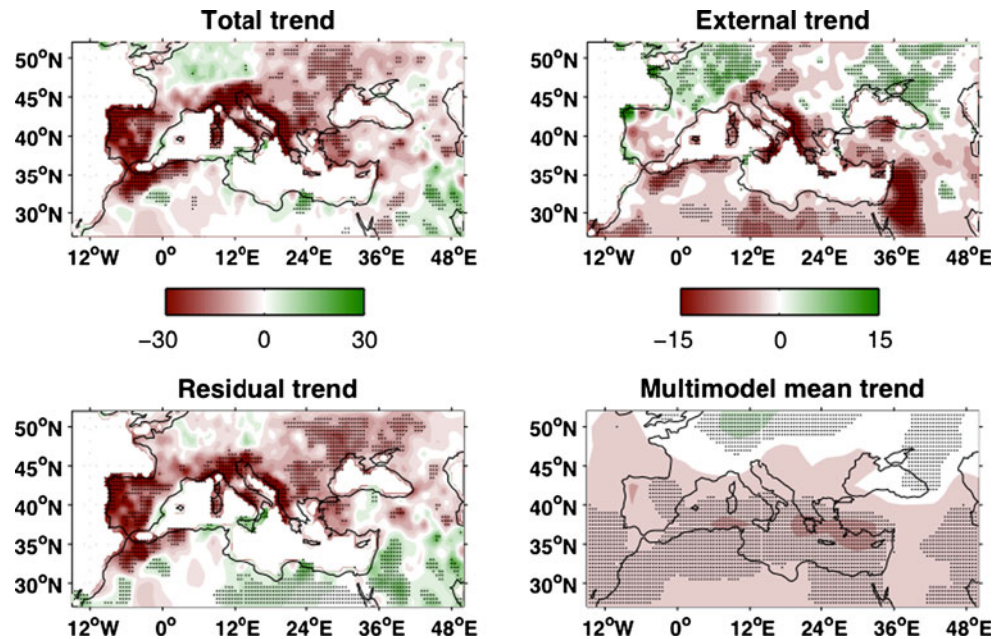 Total trend
50°N
45°N
40°N
35°N
30°N
12°W 0° 12°E 24°E 36°E 48°E
−30 0 30
External trend
50°N
45°N
40°N
35°N
30°N
12°W 0° 12°E 24°E 36°E 48°E
−15 0 15
Residual trend
50°N
45°N
40°N
35°N
30°N
12°W 0° 12°E 24°E 36°E 48°E
Multimodel mean trend
50°N
45°N
40°N
35°N
30°N
12°W 0° 12°E 24°E 36°E 48°E